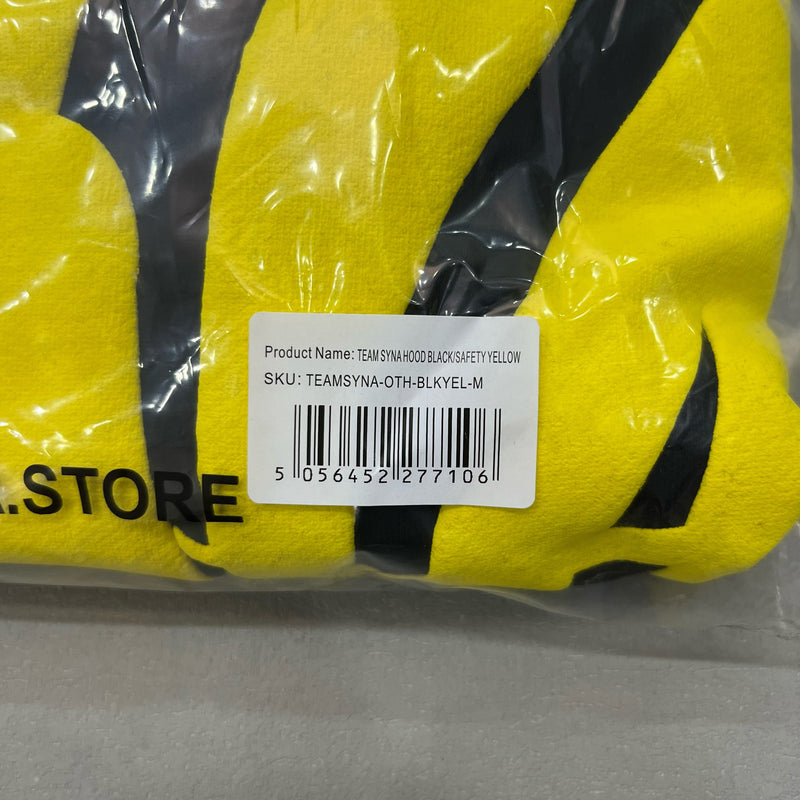 Product Name: TEAM SYNA HOOD BLACK/SAFETY YELLOW
SKU: TEAMSYNA-OTH-BLKYEL-M
5 056452 277106
.STORE